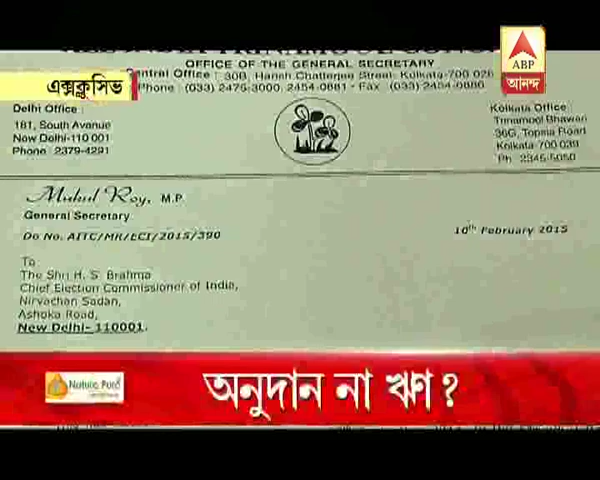 ALL INDIA TRINAMOOL CONG
OFFICE OF THE GENERAL SECRETARY
Central Office : 30B, Harish Chatterjee Street, Kolkata-700 026
Phone : (033) 2475-3000, 2454-0881 - Fax (033) 2454-0880
এক্সক্লুসিভ
ABP
আনন্দ
Delhi Office :
181, South Avenue
New Delhi-110 001
Phone 2379-4291
Kolkata Office :
Trinamool Bhawan
36G, Topsia Road
Kolkata-700 039
Ph 2345-5050
Mukul Roy, M.P.
General Secretary
Do No. AITC/MR/ECI/2015/390
10th February 2015
To
The Shri H. S. Brahma
Chief Election Commissioner of India,
Nirvachan Sadan,
Ashoka Road,
New Delhi- 110001.
Nature Pure
অনুদান না ঋণ?